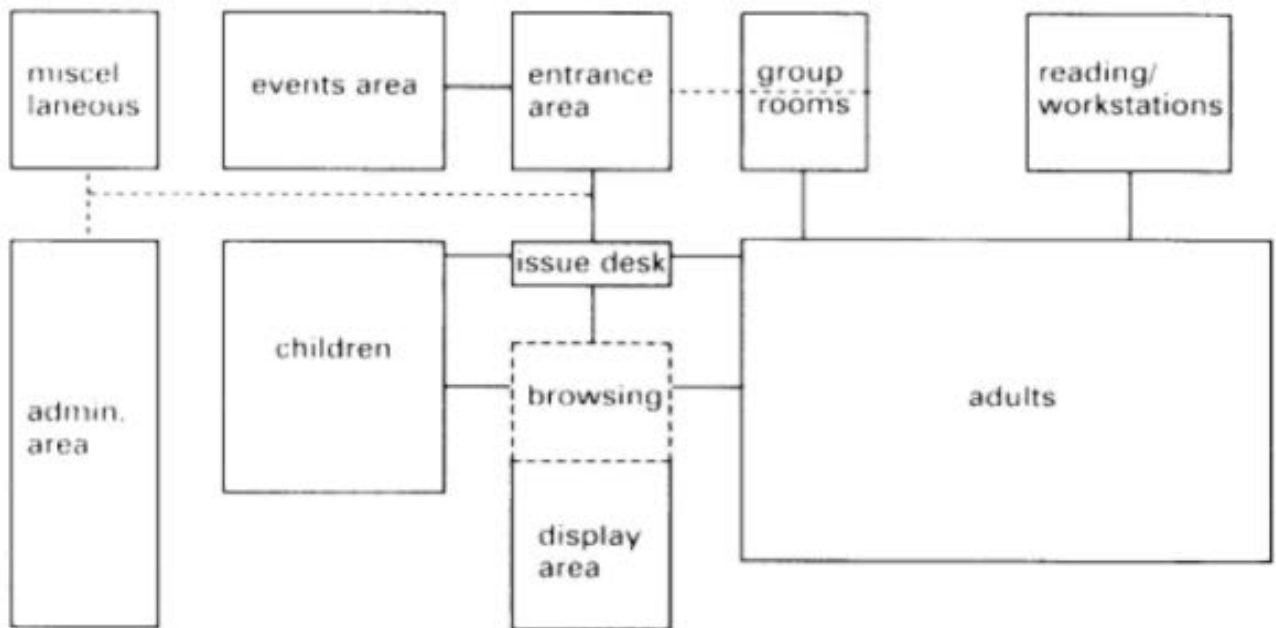 miscel
laneous
events area
entrance
area
group
rooms
reading/
workstations
issue desk
children
browsing
adults
admin.
area
display
area